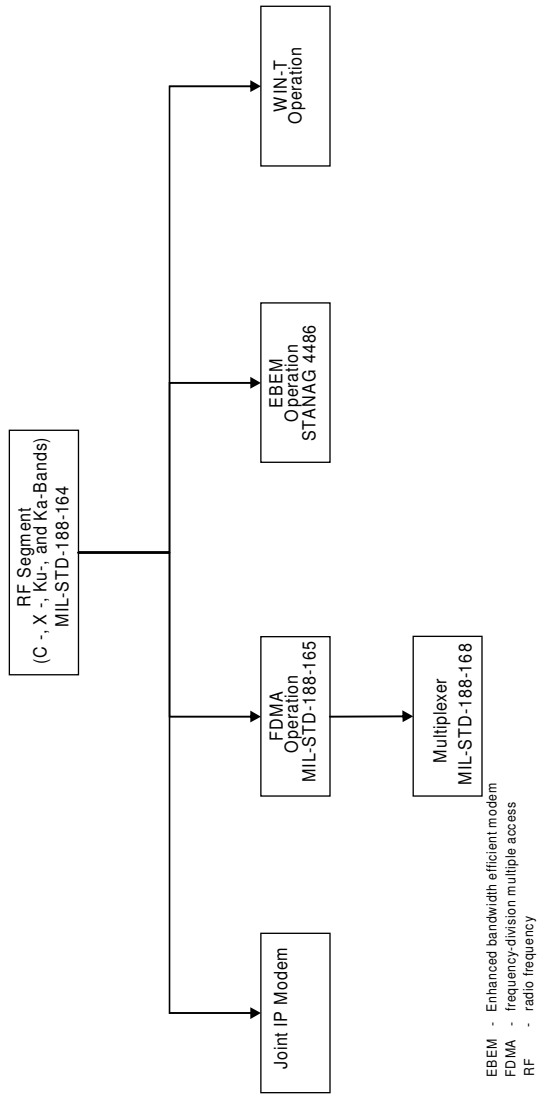 RF Segment
(C -, X -, Ku-, and Ka-Bands)
MIL-STD-188-164
Joint IP Modem
FDMA
Operation
MIL-STD-188-165
EBEM
Operation
STANAG 4486
WIN-T
Operation
Multiplexer
MIL-STD-188-168
EBEM - Enhanced bandwidth efficient modem
FDMA - frequency-division multiple access
RF - radio frequency